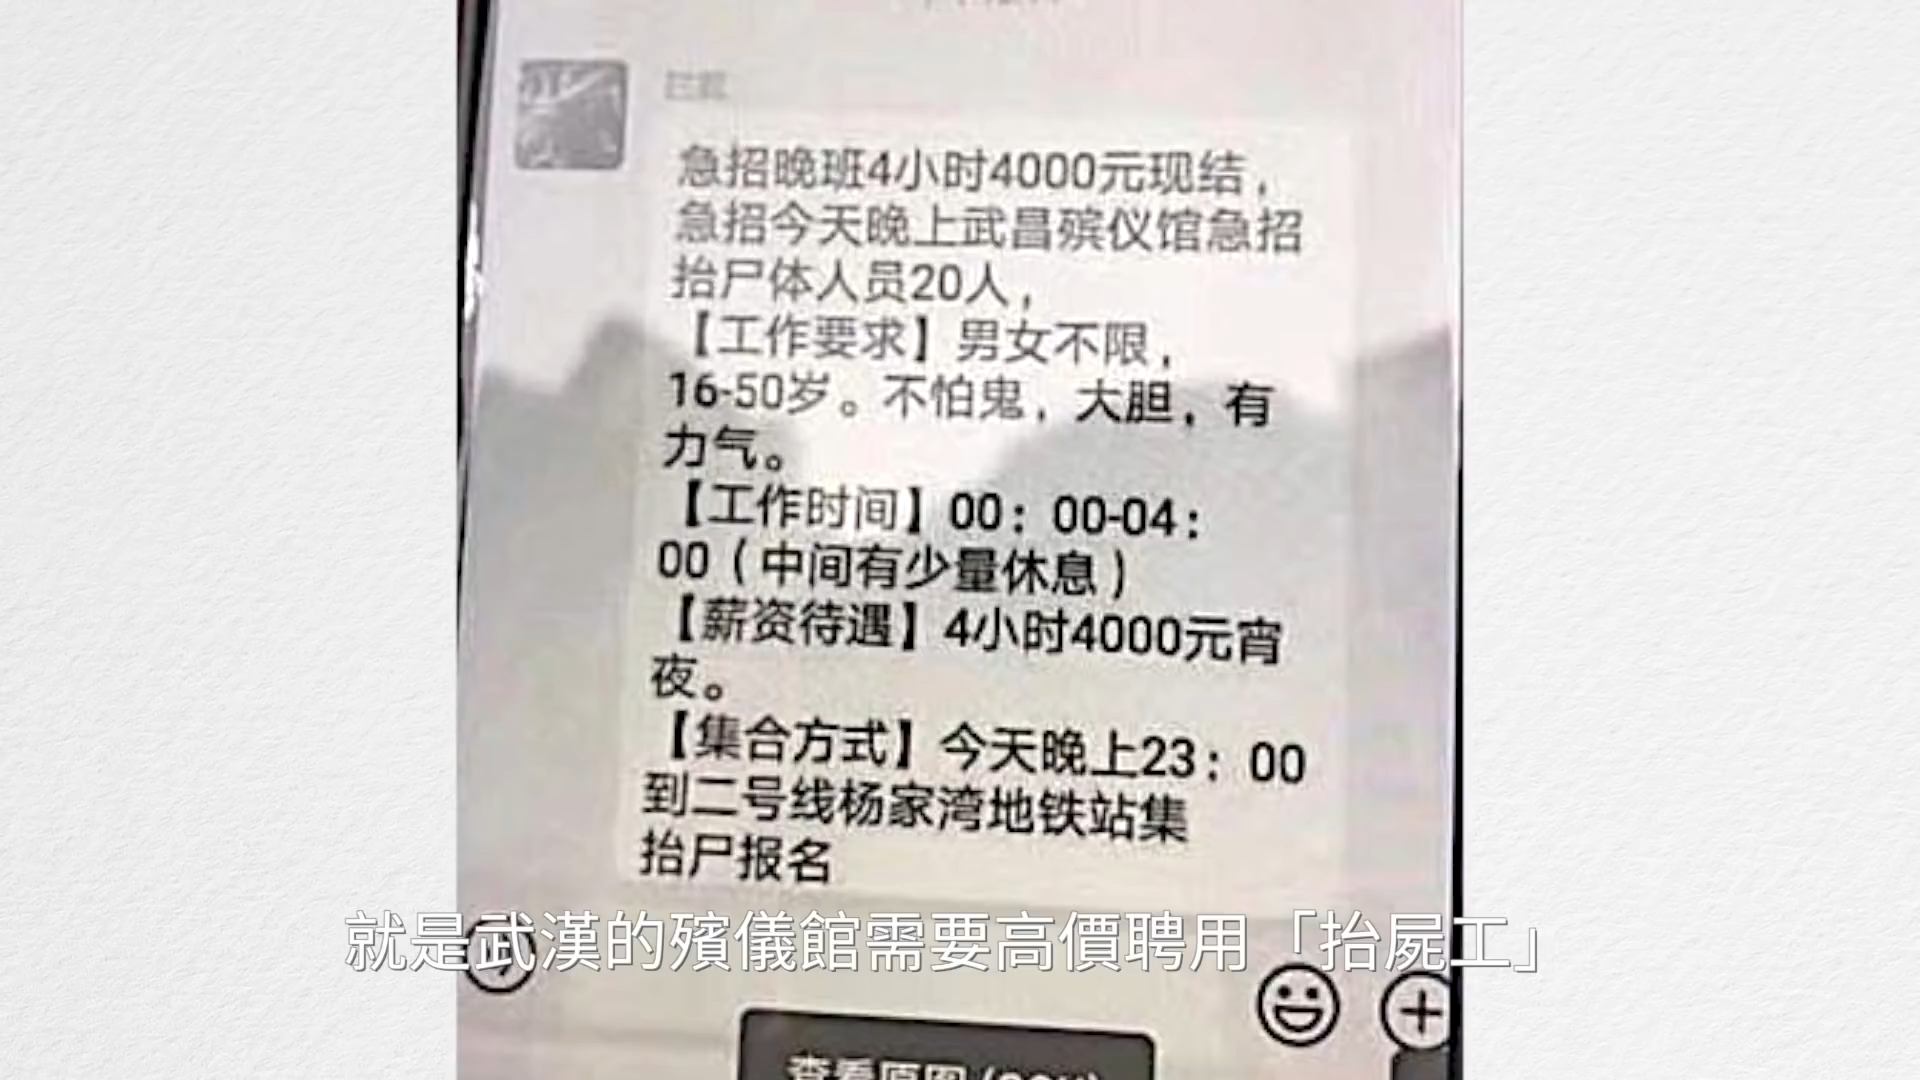 急招晚班4小时4000元现结，
急招今天晚上武昌殡仪馆急招
抬尸体人员20人，
【工作要求】男女不限，
16-50岁。不怕鬼，大胆，有
力气。
【工作时间】00：00-04：
00（中间有少量休息）
【薪资待遇】4小时4000元宵
夜。
【集合方式】今天晚上23：00
到二号线杨家湾地铁站集
抬尸报名
就是武漢的殯儀館需要高價聘用「抬屍工」
查看原图